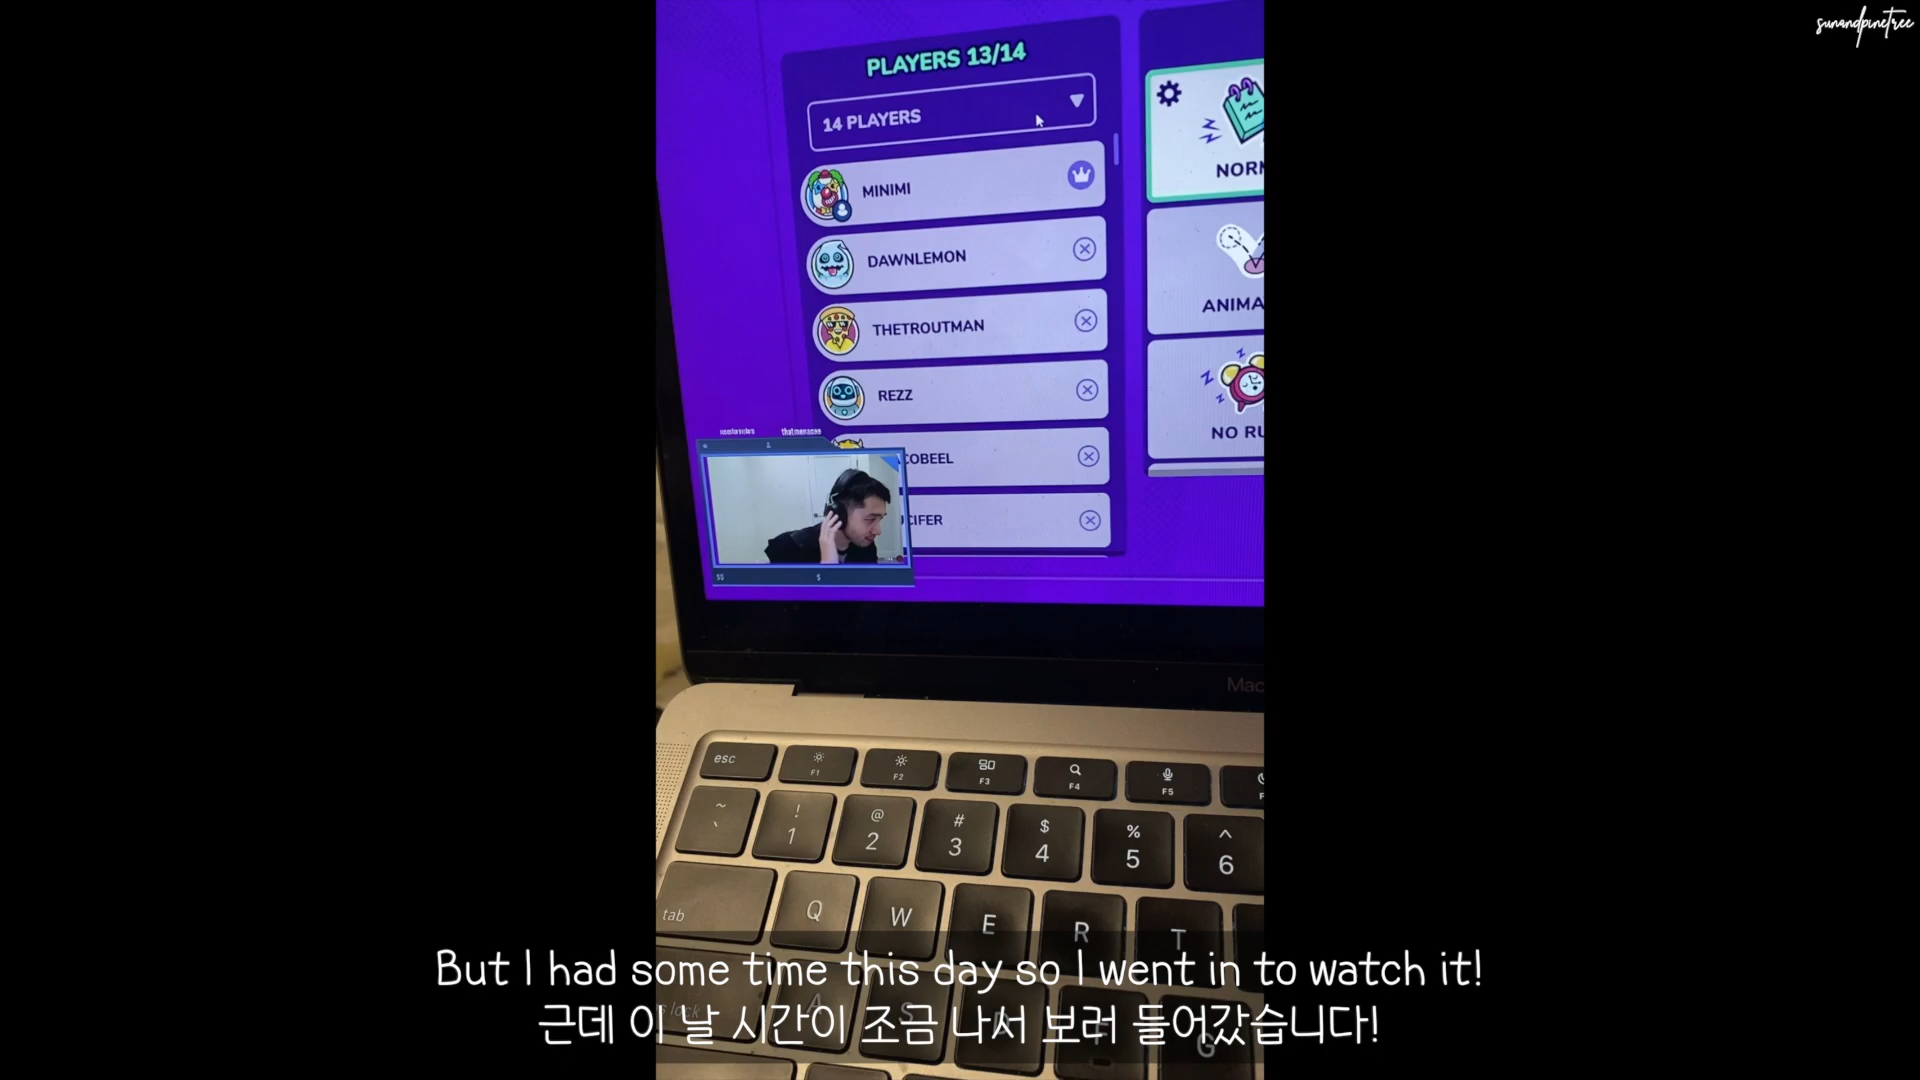 sunandpinetree
PLAYERS 13/14
14 PLAYERS
MINIMI
DAWNLEMON
THETROUTMAN
REZZ
COBEEL
CIFER
NORM
ANIMA
NO RU
$$
$
Mac
esc
F1
F2
F3
F4
F5
F
~
`
!
1
@
2
#
3
$
4
%
5
^
6
tab
Q
W
E
R
T
But I had some time this day so I went in to watch it!
근데 이 날 시간이 조금 나서 보러 들어갔습니다!
s lock
A
S
D
F
G